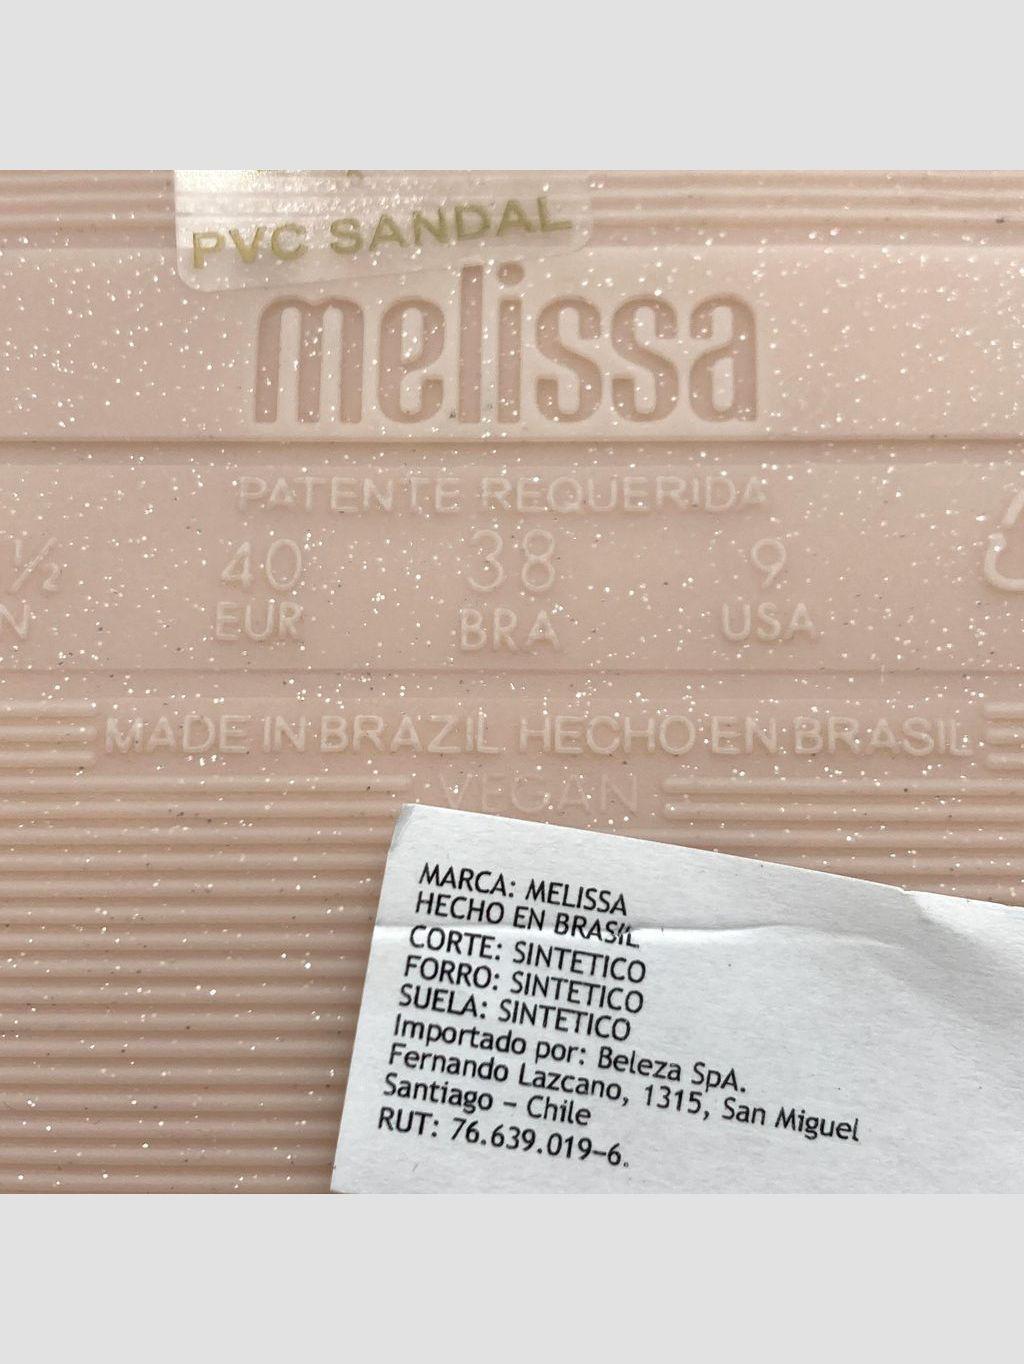 PVC SANDAL
melissa
PATENTE REQUERIDA
½ 40 38 9
EUR BRA USA
MADE IN BRAZIL HECHO EN BRASIL
VEGAN
MARCA: MELISSA
HECHO EN BRASIL
CORTE: SINTETICO
FORRO: SINTETICO
SUELA: SINTETICO
Importado por: Beleza SpA.
Fernando Lazcano, 1315, San Miguel
Santiago – Chile
RUT: 76.639.019-6.